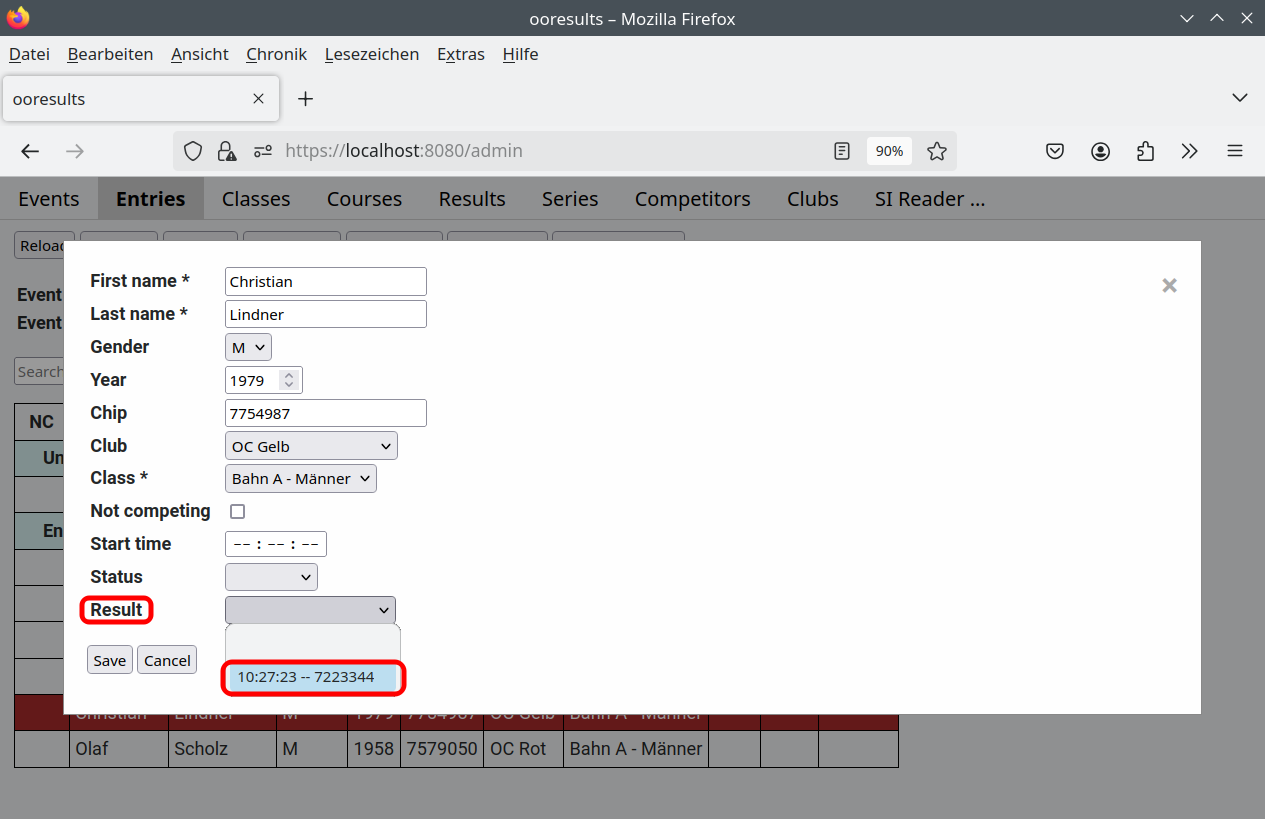 ooresults – Mozilla Firefox
Datei Bearbeiten Ansicht Chronik Lesezeichen Extras Hilfe
ooresults
https://localhost:8080/admin 90%
Events Entries Classes Courses Results Series Competitors Clubs SI Reader ...
Reload
First name * Christian
Event
Last name * Lindner
Event
Gender M
Year 1979
Search
Chip 7754987
NC
Club OC Gelb
Un
Class * Bahn A - Männer
Not competing
En
Start time -- : -- : --
Status
Result
Save Cancel
10:27:23 -- 7223344
Christian Lindner M 1979 7754987 OC Gelb Bahn A - Männer
Olaf Scholz M 1958 7579050 OC Rot Bahn A - Männer